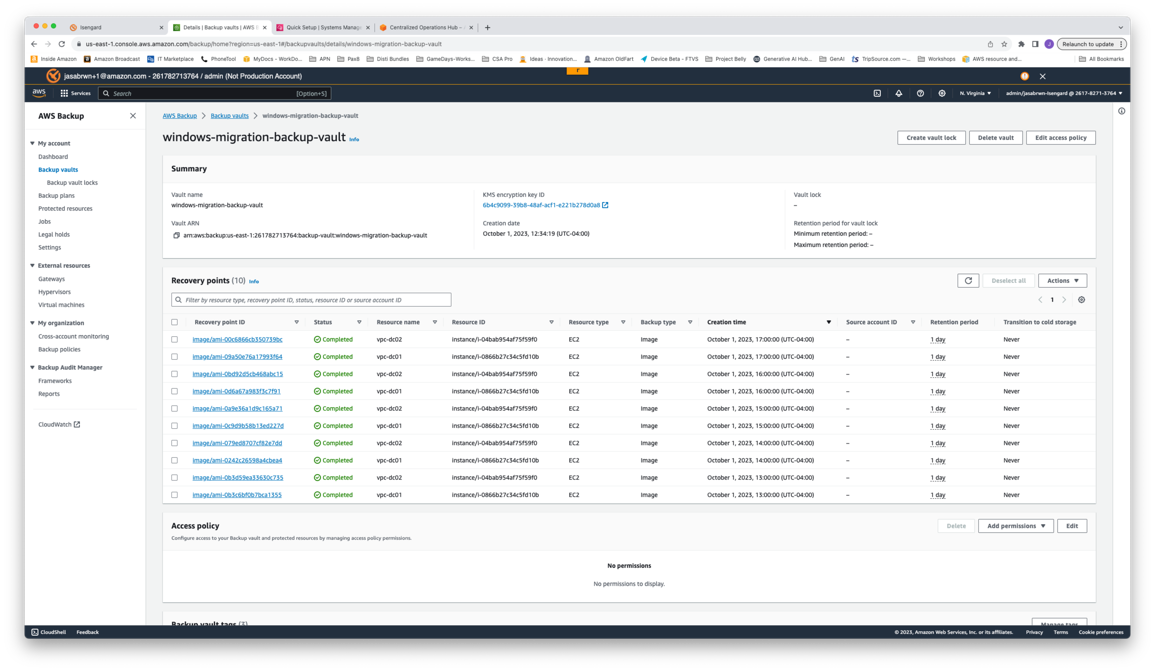 Isengard
Details | Backup vaults | AWS B
Quick Setup | Systems Manag
Centralized Operations Hub -
us-east-1.console.aws.amazon.com/backup/home?region=us-east-1#/backupvaults/details/windows-migration-backup-vault
J
Relaunch to update
Inside Amazon
Amazon Broadcast
IT Marketplace
PhoneTool
MyDocs - WorkDo...
APN
Pax8
Disti Bundles
GameDays-Works...
CSA Pro
Ideas - Innovation...
Amazon OldFart
Device Beta - FTVS
Project Belly
Generative AI Hub...
GenAI
TripSource.com –...
Workshops
AWS resource and...
All Bookmarks
jasabrwn+1@amazon.com - 261782713764 / admin (Not Production Account)
aws
Services
Search
[Option+S]
N. Virginia
admin/jasabrwn-Isengard @ 2617-8271-3764
AWS Backup
My account
Dashboard
Backup vaults
Backup vault locks
Backup plans
Protected resources
Jobs
Legal holds
Settings
External resources
Gateways
Hypervisors
Virtual machines
My organization
Cross-account monitoring
Backup policies
Backup Audit Manager
Frameworks
Reports
CloudWatch
AWS Backup > Backup vaults > windows-migration-backup-vault
windows-migration-backup-vault Info
Create vault lock
Delete vault
Edit access policy
Summary
Vault name
windows-migration-backup-vault
Vault ARN
arn:aws:backup:us-east-1:261782713764:backup-vault:windows-migration-backup-vault
KMS encryption key ID
6b4c9099-39b8-48af-acf1-e221b278d0a8
Creation date
October 1, 2023, 12:34:19 (UTC-04:00)
Vault lock
–
Retention period for vault lock
Minimum retention period: –
Maximum retention period: –
Recovery points (10) Info
Deselect all
Actions
Filter by resource type, recovery point ID, status, resource ID or source account ID
1
Recovery point ID Status Resource name Resource ID Resource type Backup type Creation time Source account ID Retention period Transition to cold storage
image/ami-00c6866cb350739bc Completed vpc-dc02 instance/i-04bab954af75f59f0 EC2 Image October 1, 2023, 17:00:00 (UTC-04:00) – 1 day Never
image/ami-09a50e76a17993f64 Completed vpc-dc01 instance/i-0866b27c34c5fd10b EC2 Image October 1, 2023, 17:00:00 (UTC-04:00) – 1 day Never
image/ami-0bd92d5cb468abc15 Completed vpc-dc02 instance/i-04bab954af75f59f0 EC2 Image October 1, 2023, 16:00:00 (UTC-04:00) – 1 day Never
image/ami-0d6a67a983f3c7f91 Completed vpc-dc01 instance/i-0866b27c34c5fd10b EC2 Image October 1, 2023, 16:00:00 (UTC-04:00) – 1 day Never
image/ami-0a9e36a1d9c165a71 Completed vpc-dc02 instance/i-04bab954af75f59f0 EC2 Image October 1, 2023, 15:00:00 (UTC-04:00) – 1 day Never
image/ami-0c9d9b58b13ed227d Completed vpc-dc01 instance/i-0866b27c34c5fd10b EC2 Image October 1, 2023, 15:00:00 (UTC-04:00) – 1 day Never
image/ami-079ed8707cf82e7dd Completed vpc-dc02 instance/i-04bab954af75f59f0 EC2 Image October 1, 2023, 14:00:00 (UTC-04:00) – 1 day Never
image/ami-0242c26598a4cbea4 Completed vpc-dc01 instance/i-0866b27c34c5fd10b EC2 Image October 1, 2023, 14:00:00 (UTC-04:00) – 1 day Never
image/ami-0b3d59ea33630c735 Completed vpc-dc02 instance/i-04bab954af75f59f0 EC2 Image October 1, 2023, 13:00:00 (UTC-04:00) – 1 day Never
image/ami-0b3c6bf0b7bca1355 Completed vpc-dc01 instance/i-0866b27c34c5fd10b EC2 Image October 1, 2023, 13:00:00 (UTC-04:00) – 1 day Never
Access policy
Configure access to your Backup vault and protected resources by managing access policy permissions.
Delete
Add permissions
Edit
No permissions
No permissions to display.
Backup vault tags (3)
Manage tags
CloudShell
Feedback
© 2023, Amazon Web Services, Inc. or its affiliates.
Privacy
Terms
Cookie preferences